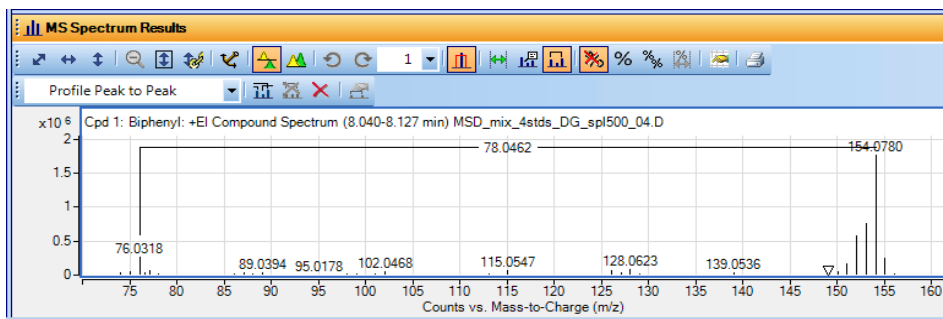 MS Spectrum Results
1 % %
Profile Peak to Peak
x10 6 Cpd 1: Biphenyl: +EI Compound Spectrum (8.040-8.127 min) MSD_mix_4stds_DG_spl500_04.D
2
78.0462 154.0780
1.5
1
0.5
76.0318 89.0394 95.0178 102.0468 115.0547 128.0623 139.0536
0
75 80 85 90 95 100 105 110 115 120 125 130 135 140 145 150 155 160
Counts vs. Mass-to-Charge (m/z)